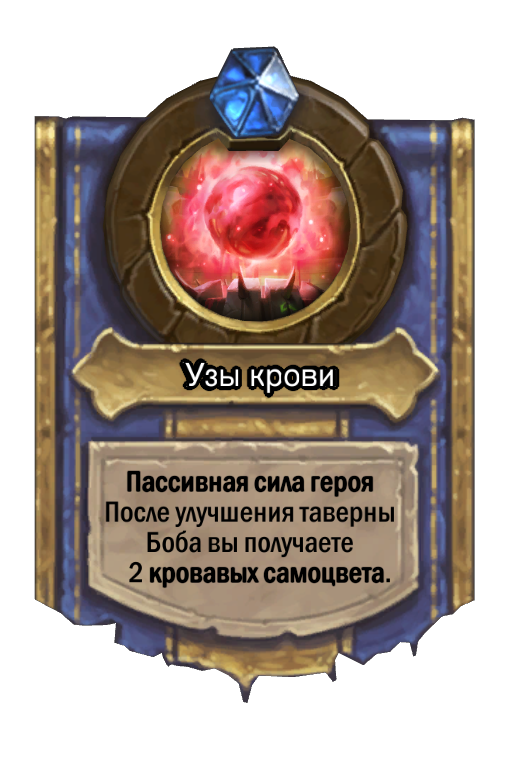 Узы крови
Пассивная сила героя
После улучшения таверны
Боба вы получаете
2 кровавых самоцвета.